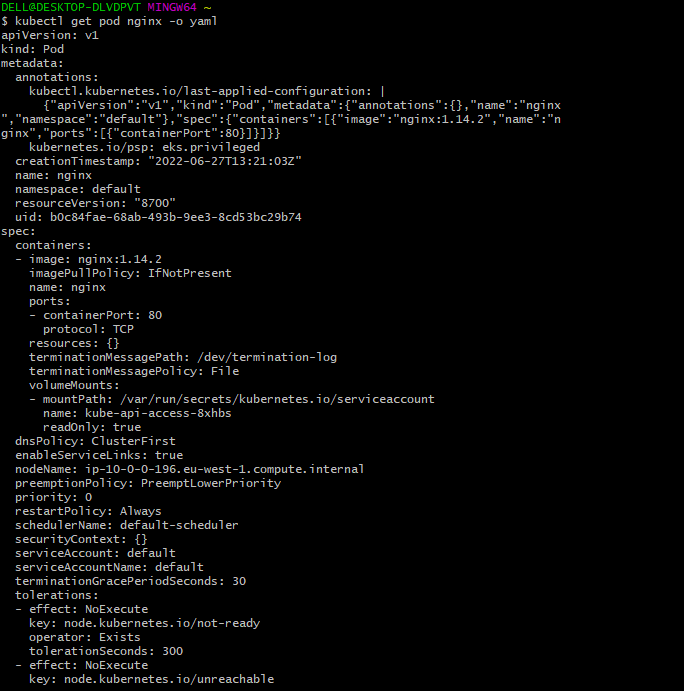 DELL@DESKTOP-DLVDPVT MINGW64 ~
$ kubectl get pod nginx -o yaml
apiVersion: v1
kind: Pod
metadata:
  annotations:
    kubectl.kubernetes.io/last-applied-configuration: |
      {"apiVersion":"v1","kind":"Pod","metadata":{"annotations":{},"name":"nginx
","namespace":"default"},"spec":{"containers":[{"image":"nginx:1.14.2","name":"n
ginx","ports":[{"containerPort":80}]}]}}
    kubernetes.io/psp: eks.privileged
  creationTimestamp: "2022-06-27T13:21:03Z"
  name: nginx
  namespace: default
  resourceVersion: "8700"
  uid: b0c84fae-68ab-493b-9ee3-8cd53bc29b74
spec:
  containers:
  - image: nginx:1.14.2
    imagePullPolicy: IfNotPresent
    name: nginx
    ports:
    - containerPort: 80
      protocol: TCP
    resources: {}
    terminationMessagePath: /dev/termination-log
    terminationMessagePolicy: File
    volumeMounts:
    - mountPath: /var/run/secrets/kubernetes.io/serviceaccount
      name: kube-api-access-8xhbs
      readOnly: true
  dnsPolicy: ClusterFirst
  enableServiceLinks: true
  nodeName: ip-10-0-0-196.eu-west-1.compute.internal
  preemptionPolicy: PreemptLowerPriority
  priority: 0
  restartPolicy: Always
  schedulerName: default-scheduler
  securityContext: {}
  serviceAccount: default
  serviceAccountName: default
  terminationGracePeriodSeconds: 30
  tolerations:
  - effect: NoExecute
    key: node.kubernetes.io/not-ready
    operator: Exists
    tolerationSeconds: 300
  - effect: NoExecute
    key: node.kubernetes.io/unreachable